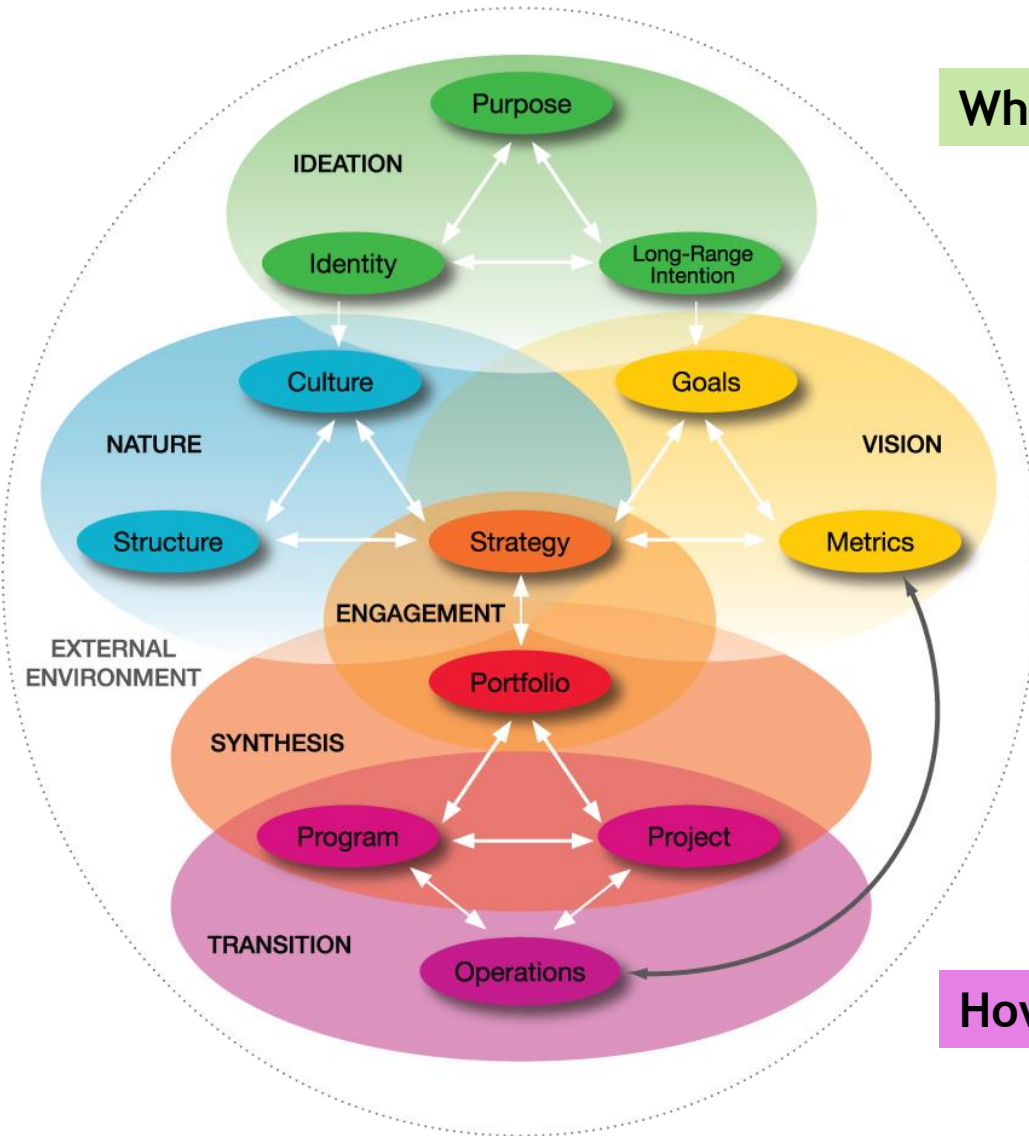 Purpose
Wh
IDEATION
Identity
Long-Range
Intention
Culture
Goals
NATURE
VISION
Structure
Strategy
Metrics
ENGAGEMENT
EXTERNAL
ENVIRONMENT
Portfolio
SYNTHESIS
Program
Project
TRANSITION
Operations